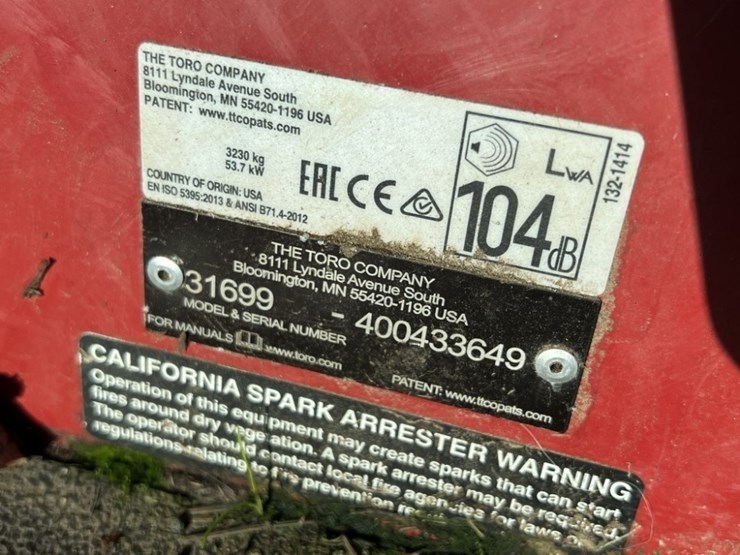 THE TORO COMPANY
8111 Lyndale Avenue South
Bloomington, MN 55420-1196 USA
PATENT: www.ttcopats.com
3230 kg
53.7 kW
COUNTRY OF ORIGIN: USA
EN ISO 5395:2013 & ANSI B71.4-2012
EAC CE
LWA
104dB
132-1414
THE TORO COMPANY
8111 Lyndale Avenue South
Bloomington, MN 55420-1196 USA
31699 - 400433649
MODEL & SERIAL NUMBER
FOR MANUALS www.toro.com
PATENT: www.ttcopats.com
CALIFORNIA SPARK ARRESTER WARNING
Operation of this equipment may create sparks that can start
fires around dry vegetation. A spark arrester may be required.
The operator should contact local fire agencies for laws or
regulations relating to fire prevention